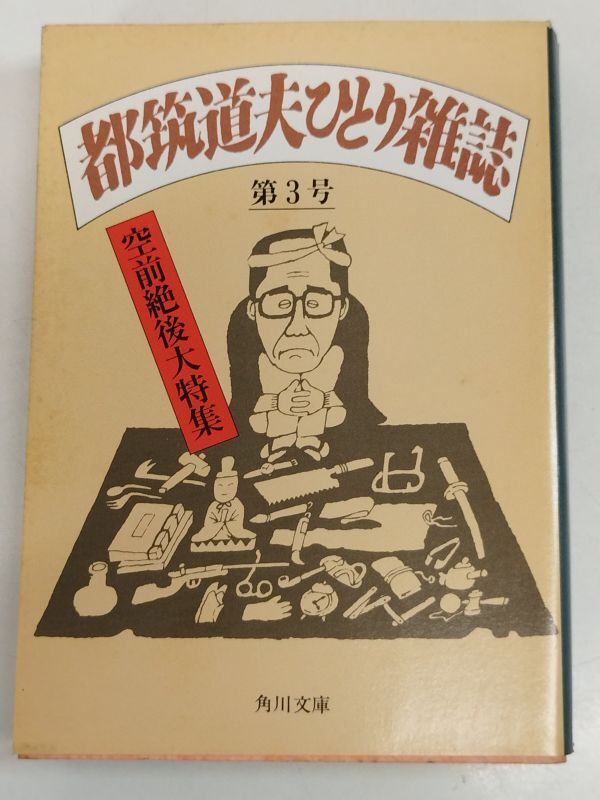 都筑道夫ひとり雑誌
第3号
空前絶後大特集
角川文庫